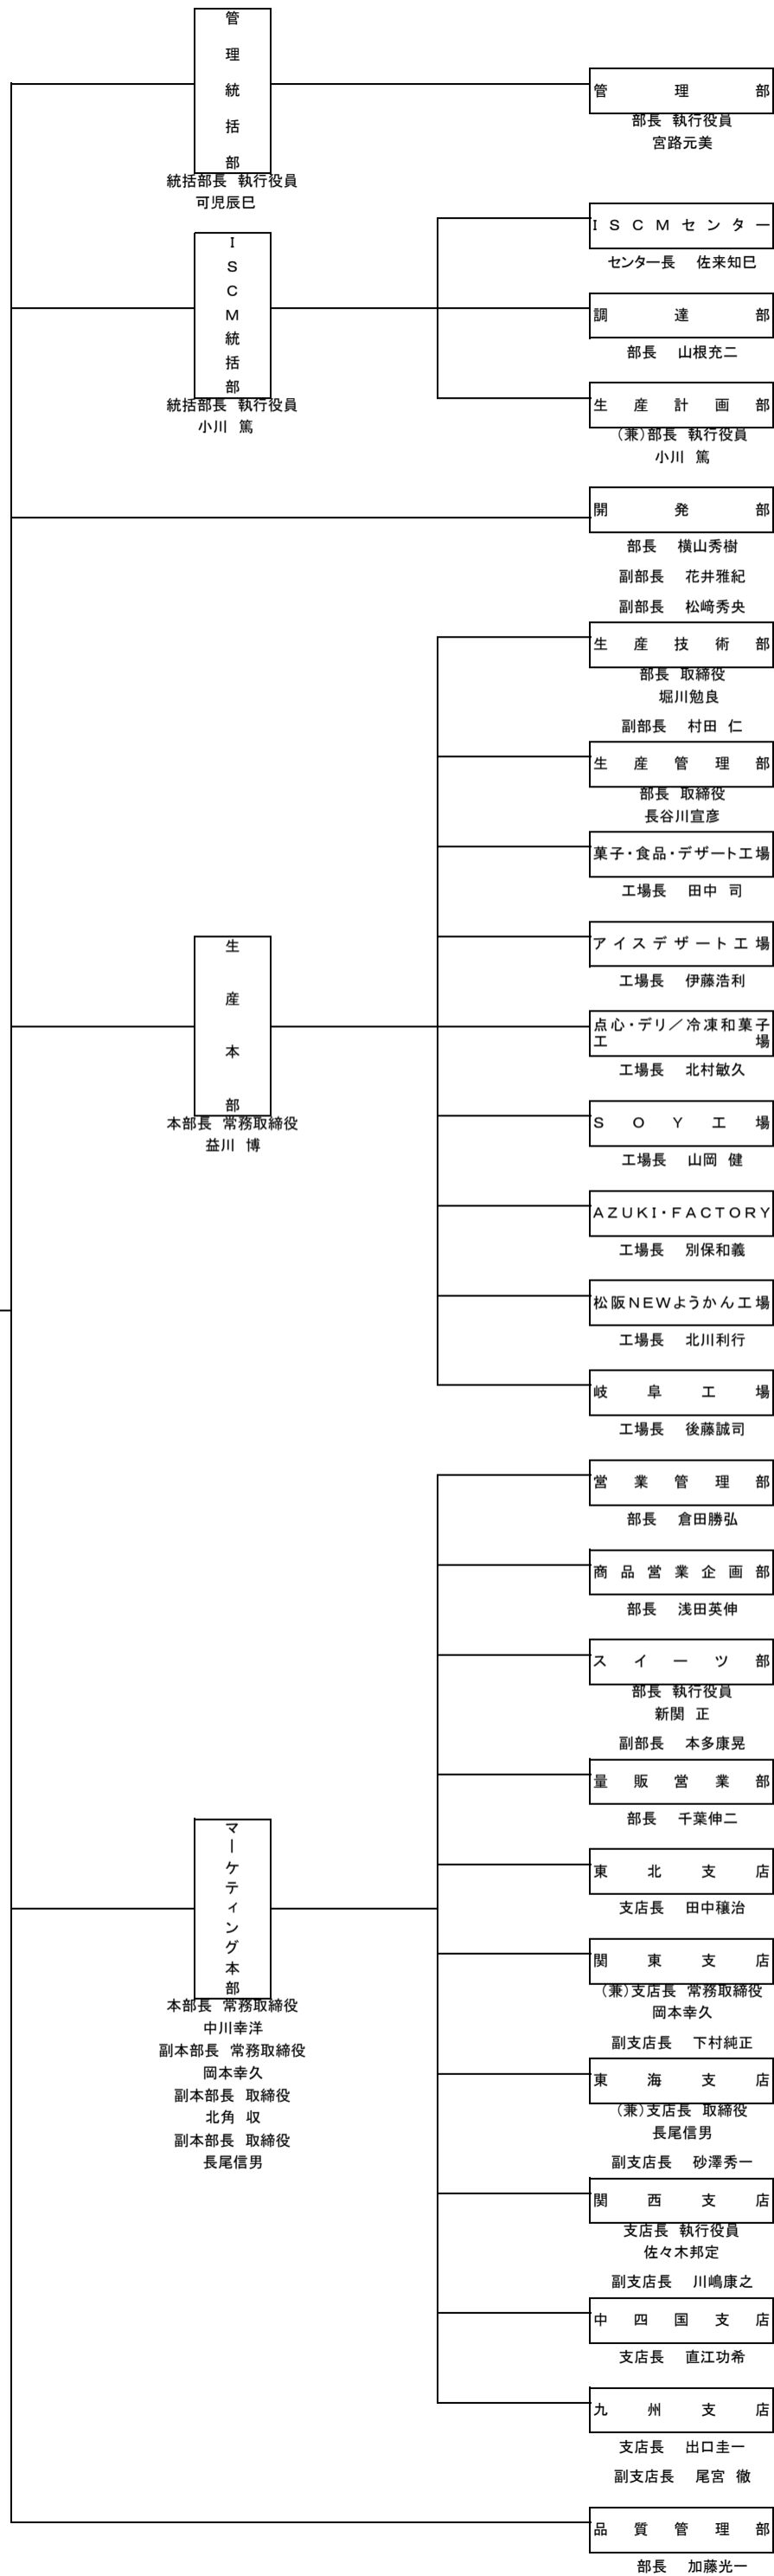 管理統括部
統括部長 執行役員
可児辰巳
管理部
部長 執行役員
宮路元美
ISCM統括部
統括部長 執行役員
小川 篤
ISCMセンター
センター長 佐来知巳
調達部
部長 山根充二
生産計画部
(兼)部長 執行役員
小川 篤
開発部
部長 横山秀樹
副部長 花井雅紀
副部長 松﨑秀央
生産本部
本部長 常務取締役
益川 博
生産技術部
部長 取締役
堀川勉良
副部長 村田 仁
生産管理部
部長 取締役
長谷川宣彦
菓子・食品・デザート工場
工場長 田中 司
アイスデザート工場
工場長 伊藤浩利
点心・デリ/冷凍和菓子
工場
工場長 北村敏久
SOY工場
工場長 山岡 健
AZUKI・FACTORY
工場長 別保和義
松阪NEWようかん工場
工場長 北川利行
岐阜工場
工場長 後藤誠司
マーケティング本部
本部長 常務取締役
中川幸洋
副本部長 常務取締役
岡本幸久
副本部長 取締役
北角 収
副本部長 取締役
長尾信男
営業管理部
部長 倉田勝弘
商品営業企画部
部長 浅田英伸
スイーツ部
部長 執行役員
新関 正
副部長 本多康晃
量販営業部
部長 千葉伸二
東北支店
支店長 田中穣治
関東支店
(兼)支店長 常務取締役
岡本幸久
副支店長 下村純正
東海支店
(兼)支店長 取締役
長尾信男
副支店長 砂澤秀一
関西支店
支店長 執行役員
佐々木邦定
副支店長 川嶋康之
中四国支店
支店長 直江功希
九州支店
支店長 出口圭一
副支店長 尾宮 徹
品質管理部
部長 加藤光一